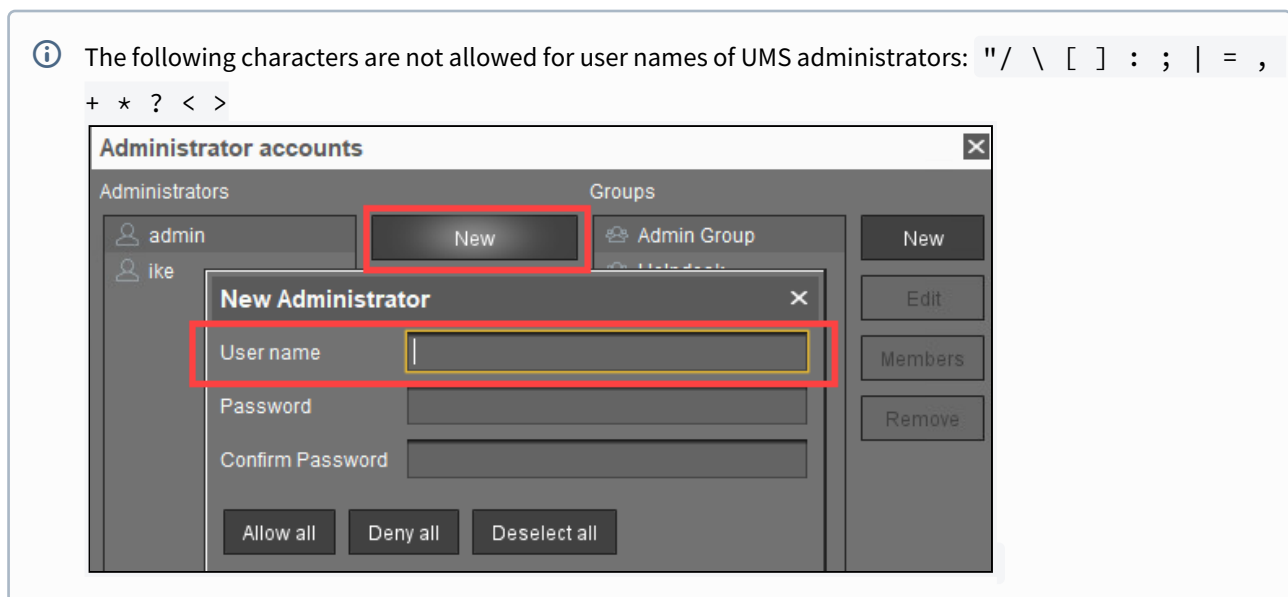 The following characters are not allowed for user names of UMS administrators: "/ \ [ ] : ; | = ,
+ * ? < >
Administrator accounts
Administrators
Groups
admin
New
Admin Group
New
ike
New Administrator
Edit
User name
Members
Password
Remove
Confirm Password
Allow all
Deny all
Deselect all